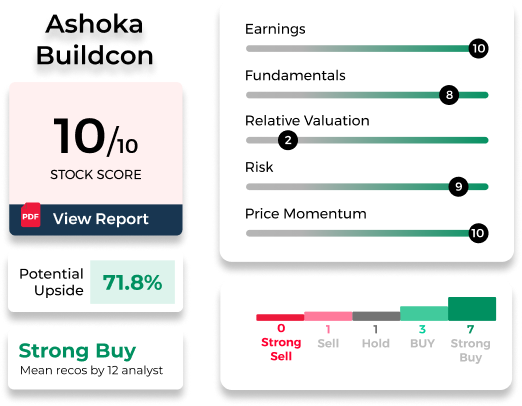 Ashoka
Buildcon
10/10
STOCK SCORE
PDF
View Report
Potential
Upside
71.8%
Strong Buy
Mean recos by 12 analyst
Earnings
10
Fundamentals
8
Relative Valuation
2
Risk
9
Price Momentum
10
0 1 1 3 7
Strong Sell Hold BUY Strong
Sell Buy